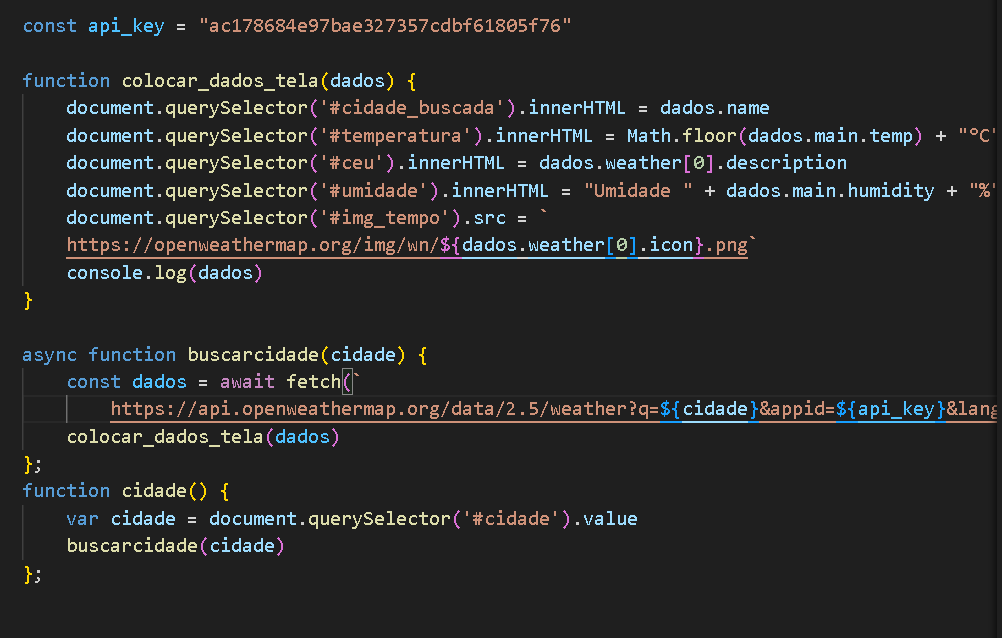 const api_key = "ac178684e97bae327357cdbf61805f76"
function colocar_dados_tela(dados) {
document.querySelector('#cidade_buscada').innerHTML = dados.name
document.querySelector('#temperatura').innerHTML = Math.floor(dados.main.temp) + "°C"
document.querySelector('#ceu').innerHTML = dados.weather[0].description
document.querySelector('#umidade').innerHTML = "Umidade " + dados.main.humidity + "%"
document.querySelector('#img_tempo').src = `
https://openweathermap.org/img/wn/${dados.weather[0].icon}.png`
console.log(dados)
}
async function buscarcidade(cidade) {
const dados = await fetch(`
https://api.openweathermap.org/data/2.5/weather?q=${cidade}&appid=${api_key}&lang
colocar_dados_tela(dados)
};
function cidade() {
var cidade = document.querySelector('#cidade').value
buscarcidade(cidade)
};